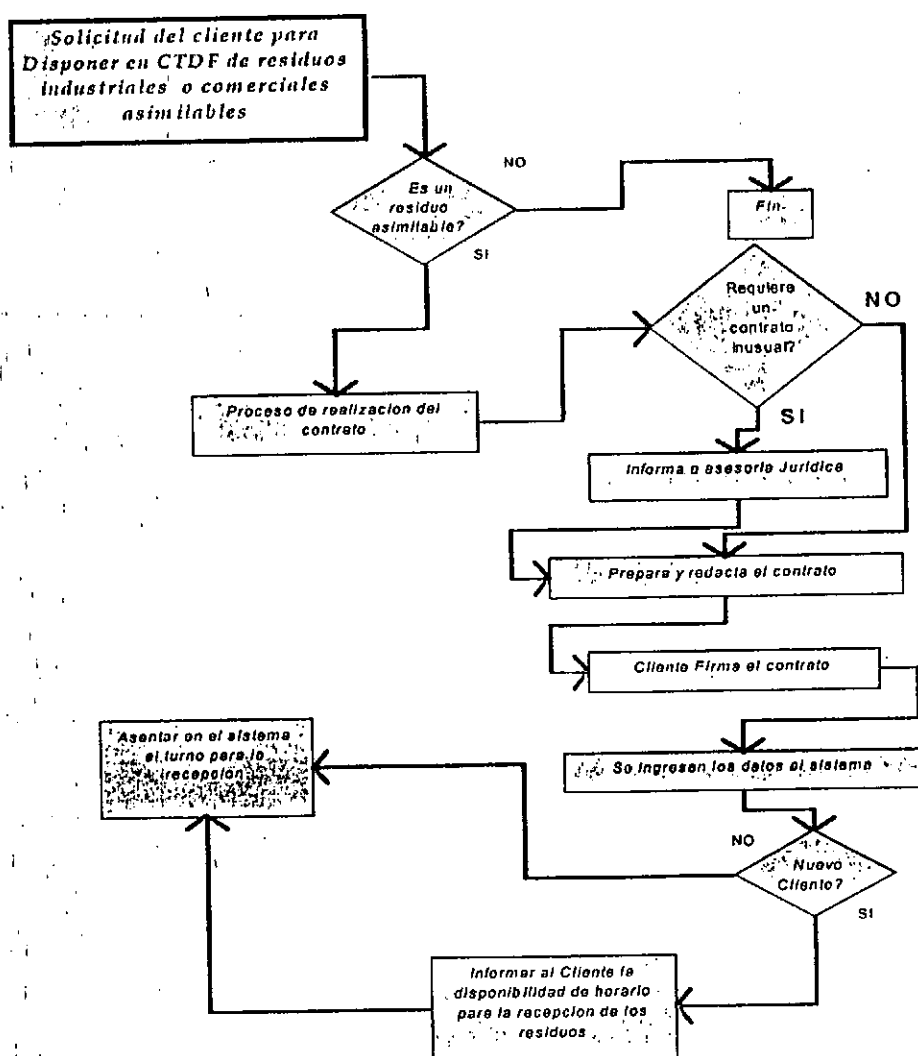 Solicitud del cliente para
Disponer en CTDF de residuos
industriales o comerciales
asimilables
NO
Es un
residuo
asimilable?
SI
Fin
Requiere
un
contrato
inusual?
NO
SI
Proceso de realizacion del
contrato
Informa a asesoria Juridica
Prepara y redacta el contrato
Cliente Firma el contrato
Asentar en el sistema
el turno para la
recepción
Se ingresan los datos al sistema
NO
Nuevo
Cliente?
SI
Informar al Cliente la
disponibilidad de horario
para la recepcion de los
residuos